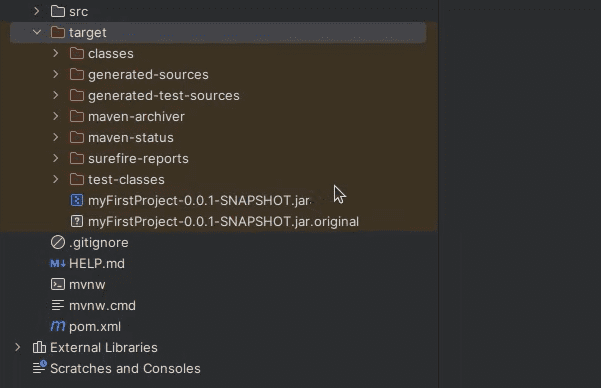 src
target
classes
generated-sources
generated-test-sources
maven-archiver
maven-status
surefire-reports
test-classes
myFirstProject-0.0.1-SNAPSHOT.jar
myFirstProject-0.0.1-SNAPSHOT.jar.original
.gitignore
M↓ HELP.md
mvnw
mvnw.cmd
m pom.xml
External Libraries
Scratches and Consoles